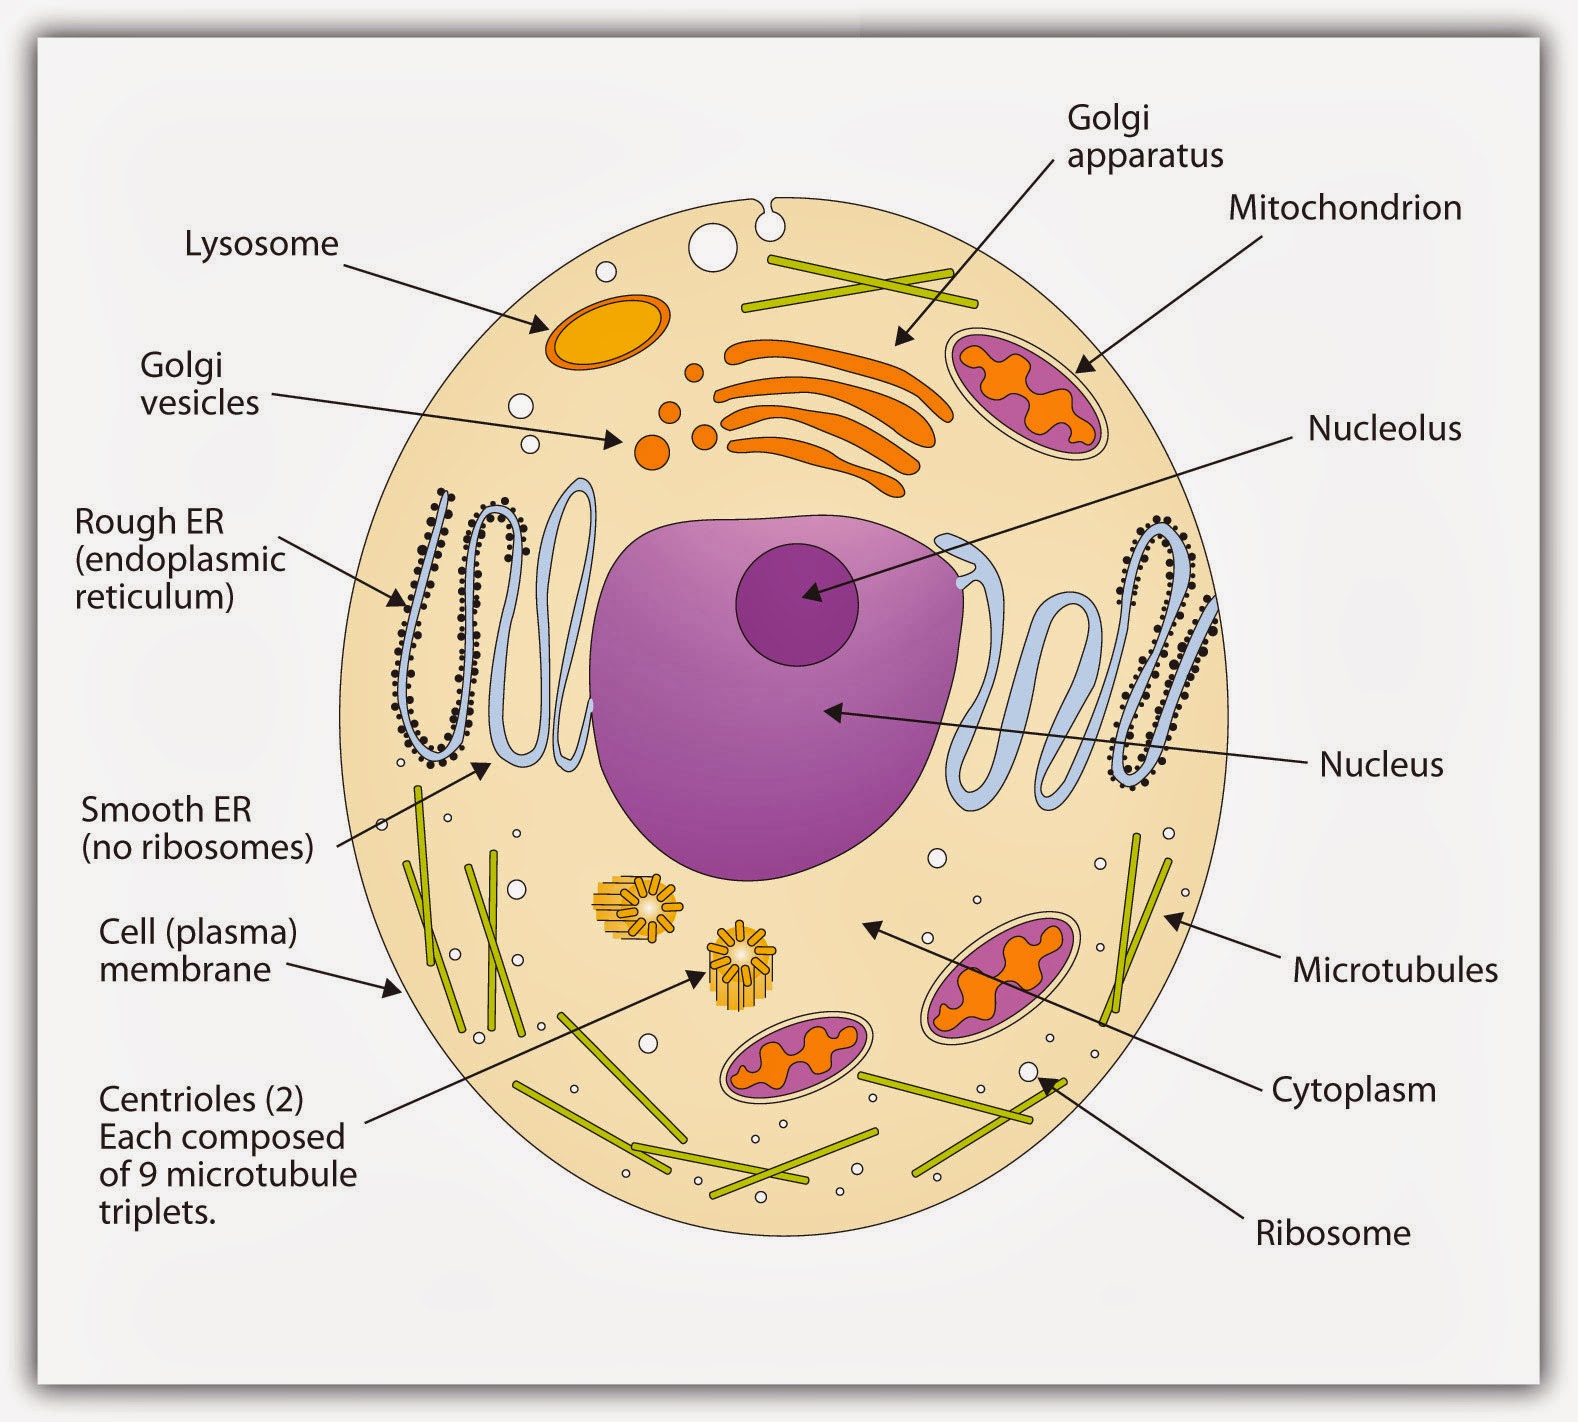 Golgi
apparatus
Mitochondrion
Lysosome
Golgi
vesicles
Nucleolus
Rough ER
(endoplasmic
reticulum)
Nucleus
Smooth ER
(no ribosomes)
Cell (plasma)
membrane
Microtubules
Cytoplasm
Centrioles (2)
Each composed
of 9 microtubule
triplets.
Ribosome